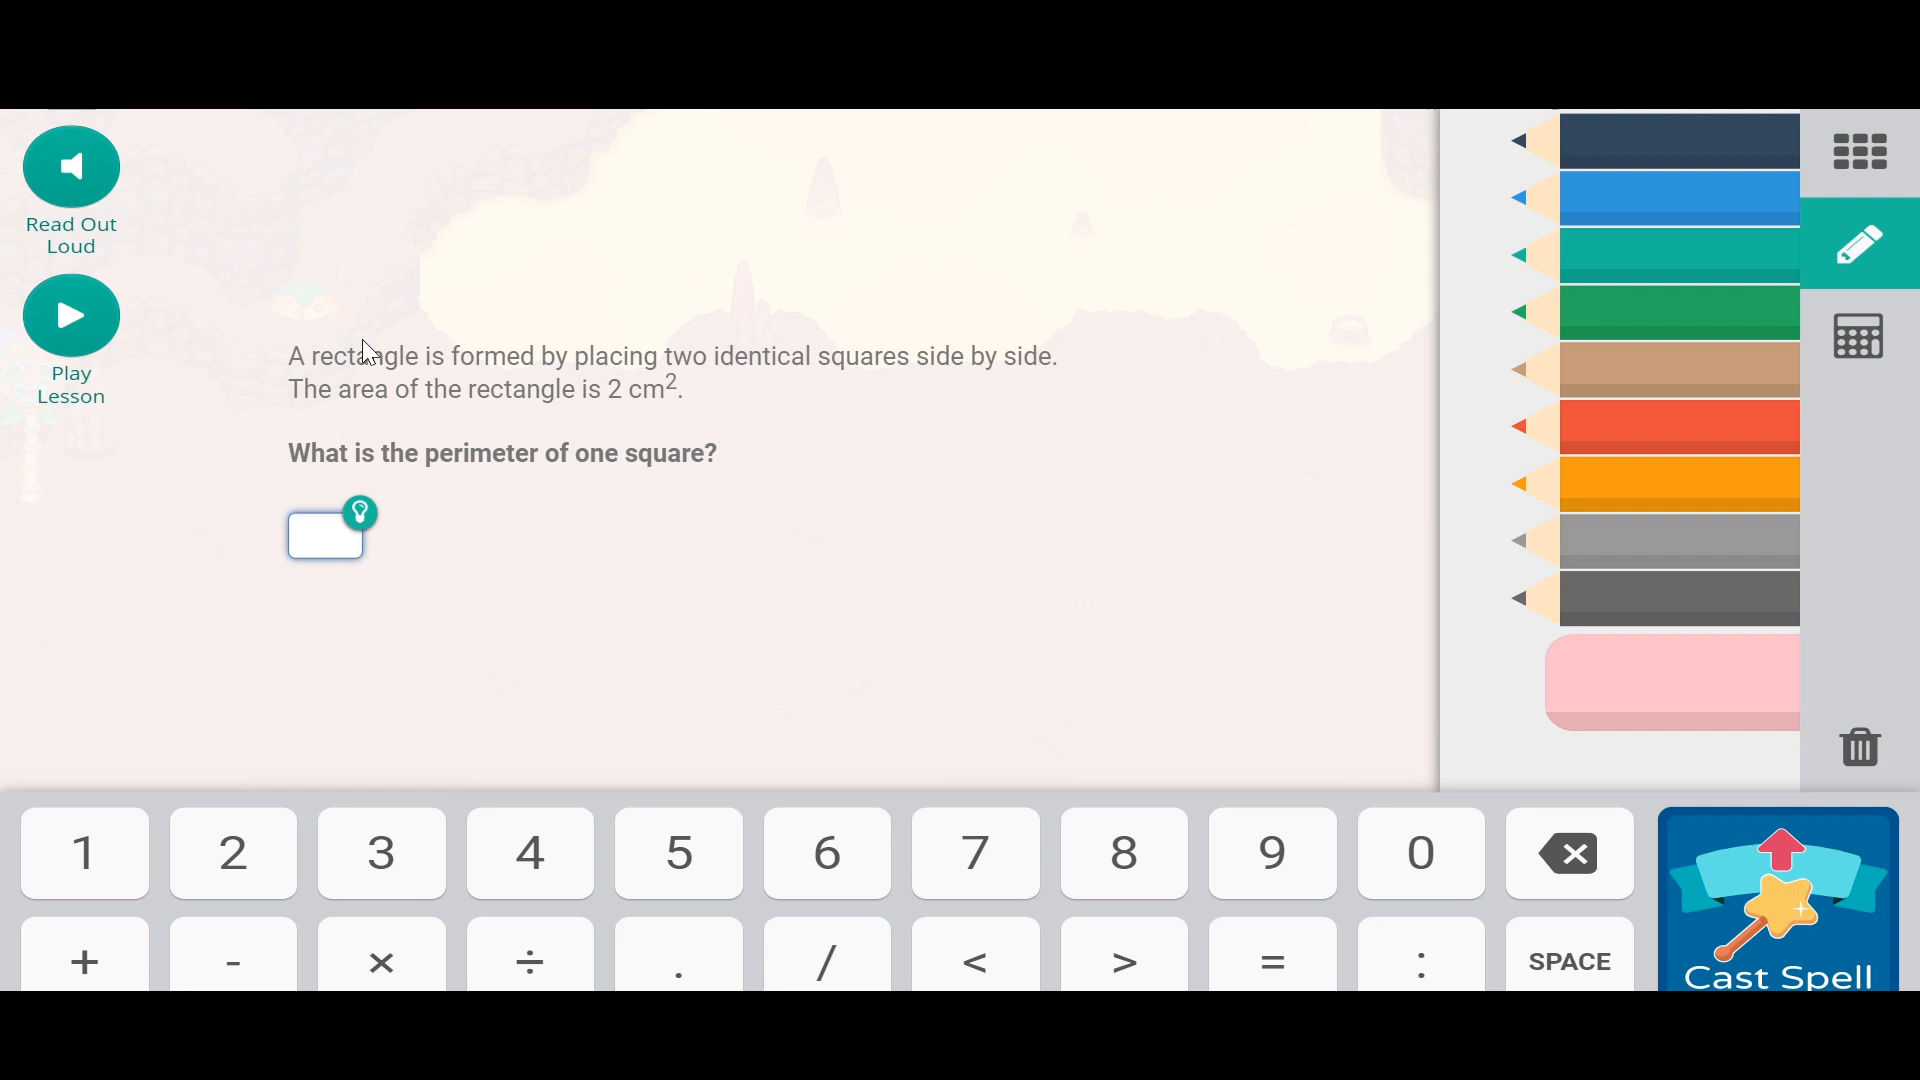 Read Out
Loud
Play
Lesson
A rectangle is formed by placing two identical squares side by side.
The area of the rectangle is 2 cm².
What is the perimeter of one square?
1 2 3 4 5 6 7 8 9 0
+ - × ÷ . / < > = : SPACE
Cast Spell